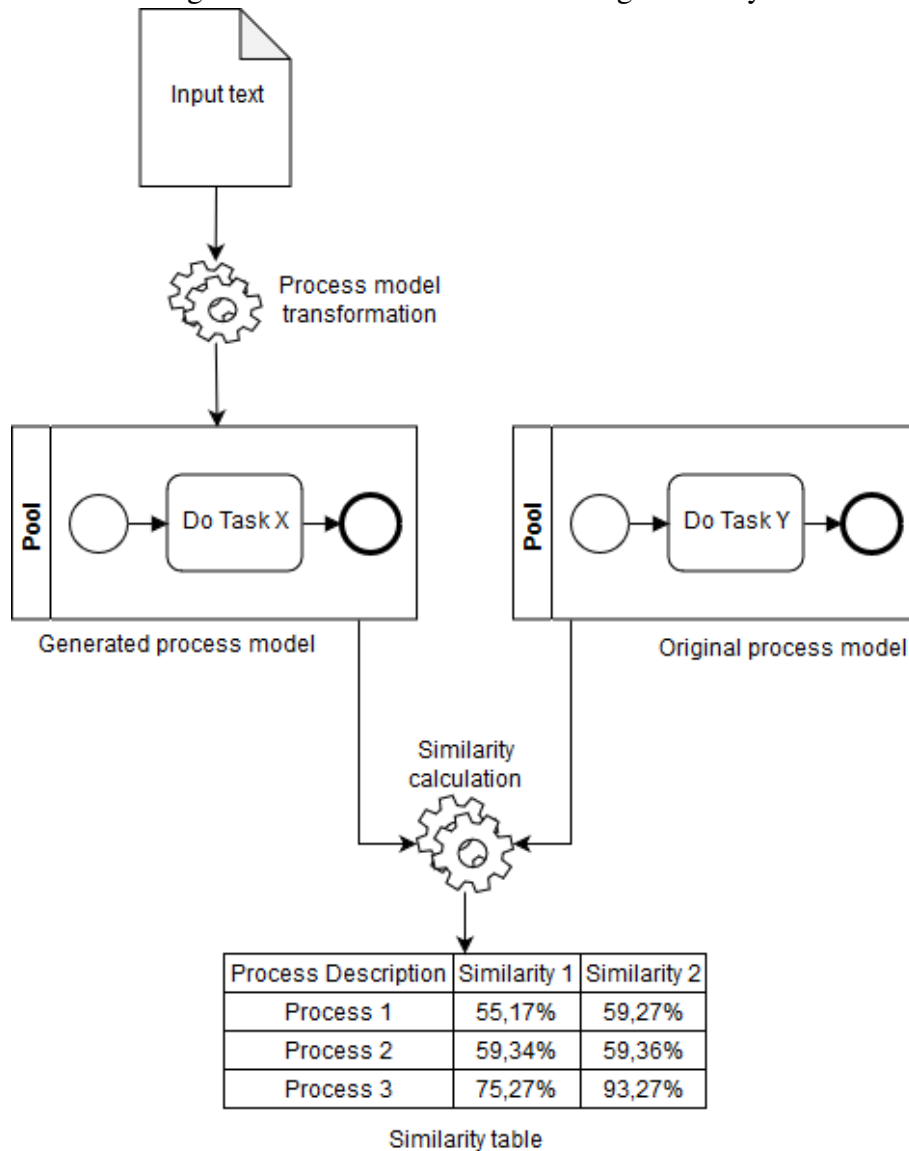 Input text
Process model
transformation
Pool
Do Task X
Pool
Do Task Y
Generated process model
Original process model
Similarity
calculation
Process Description Similarity 1 Similarity 2
Process 1 55,17% 59,27%
Process 2 59,34% 59,36%
Process 3 75,27% 93,27%
Similarity table